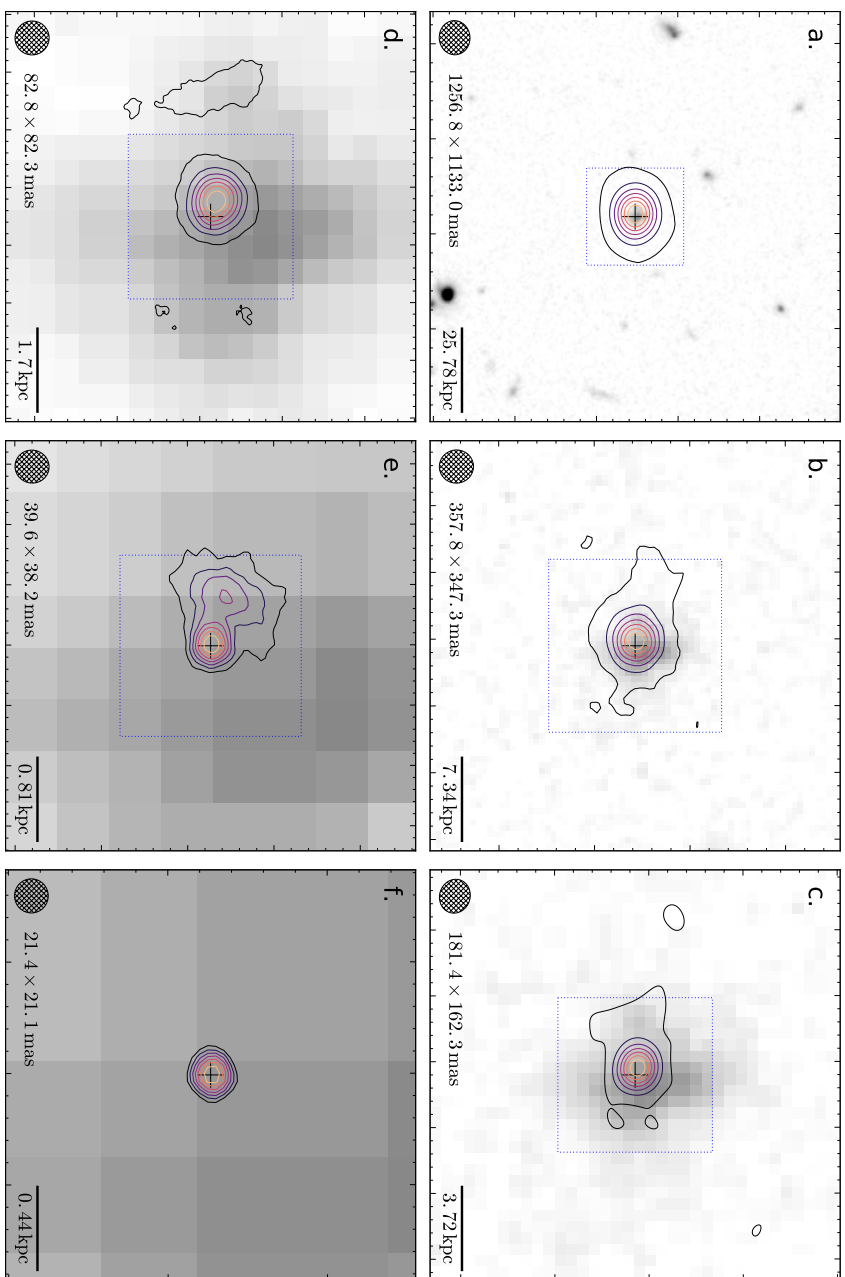 a.
1256.8 × 1133.0 mas
25.78 kpc
b.
357.8 × 347.3 mas
7.34 kpc
c.
181.4 × 162.3 mas
3.72 kpc
d.
82.8 × 82.3 mas
1.7 kpc
e.
39.6 × 38.2 mas
0.81 kpc
f.
21.4 × 21.1 mas
0.44 kpc